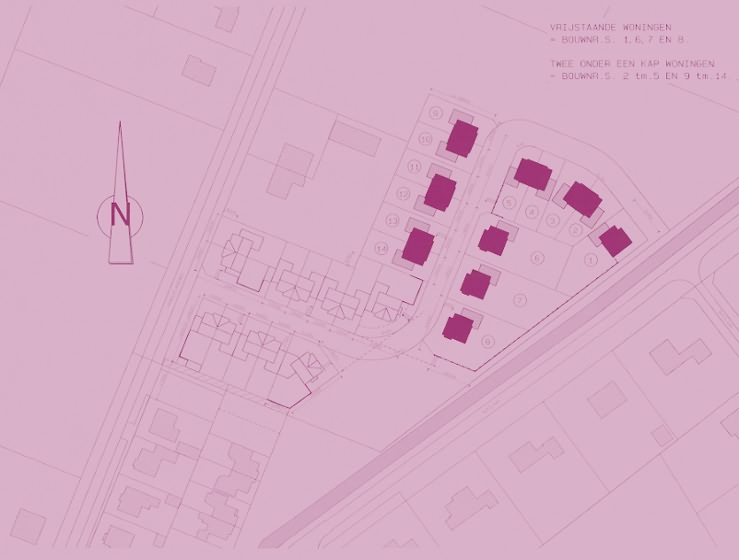 VRIJSTAANDE WONINGEN
= BOUWNR.S. 1,6,7 EN 8.
TWEE ONDER EEN KAP WONINGEN
= BOUWNR.S. 2 tm.5 EN 9 tm.14.
9
10
11
12
13
14
5
4
3
2
1
6
7
8
N